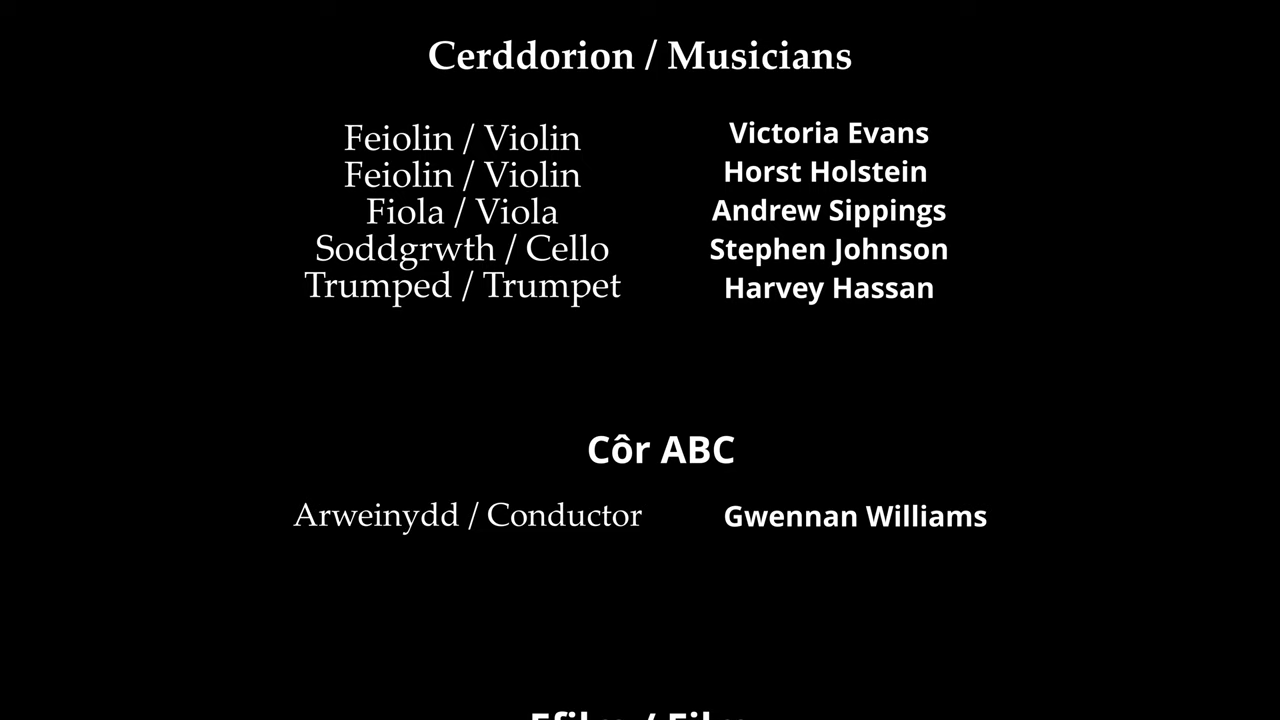 Cerddorion / Musicians
Feiolin / Violin Victoria Evans
Feiolin / Violin Horst Holstein
Fiola / Viola Andrew Sippings
Soddgrwth / Cello Stephen Johnson
Trumped / Trumpet Harvey Hassan
Côr ABC
Arweinydd / Conductor Gwennan Williams